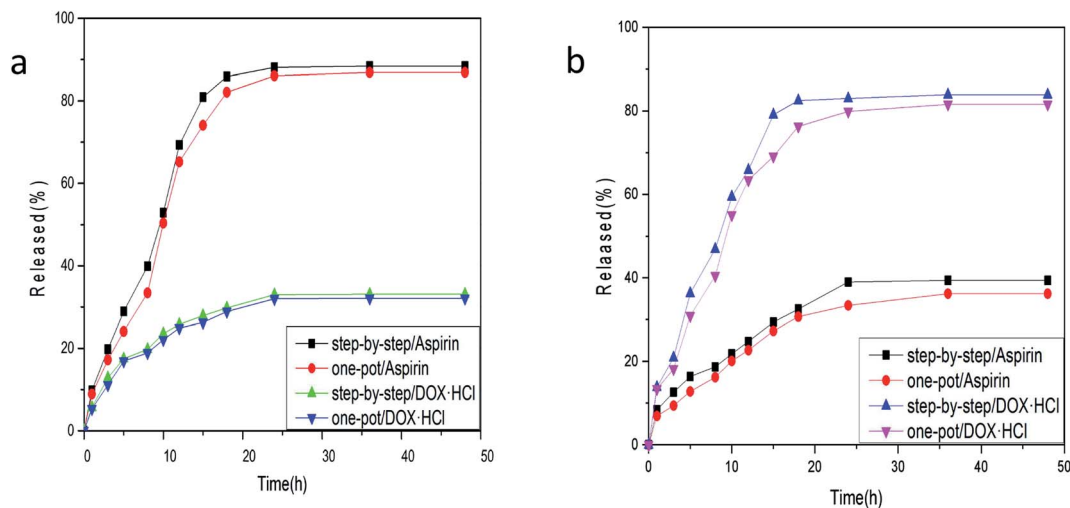 a
Released(%)
100
80
60
40
20
0
0 10 20 30 40 50
Time(h)
step-by-step/Aspirin
one-pot/Aspirin
step-by-step/DOX·HCl
one-pot/DOX·HCl
b
Relaased(%)
100
80
60
40
20
0
0 10 20 30 40 50
Time(h)
step-by-step/Aspirin
one-pot/Aspirin
step-by-step/DOX·HCl
one-pot/DOX·HCl